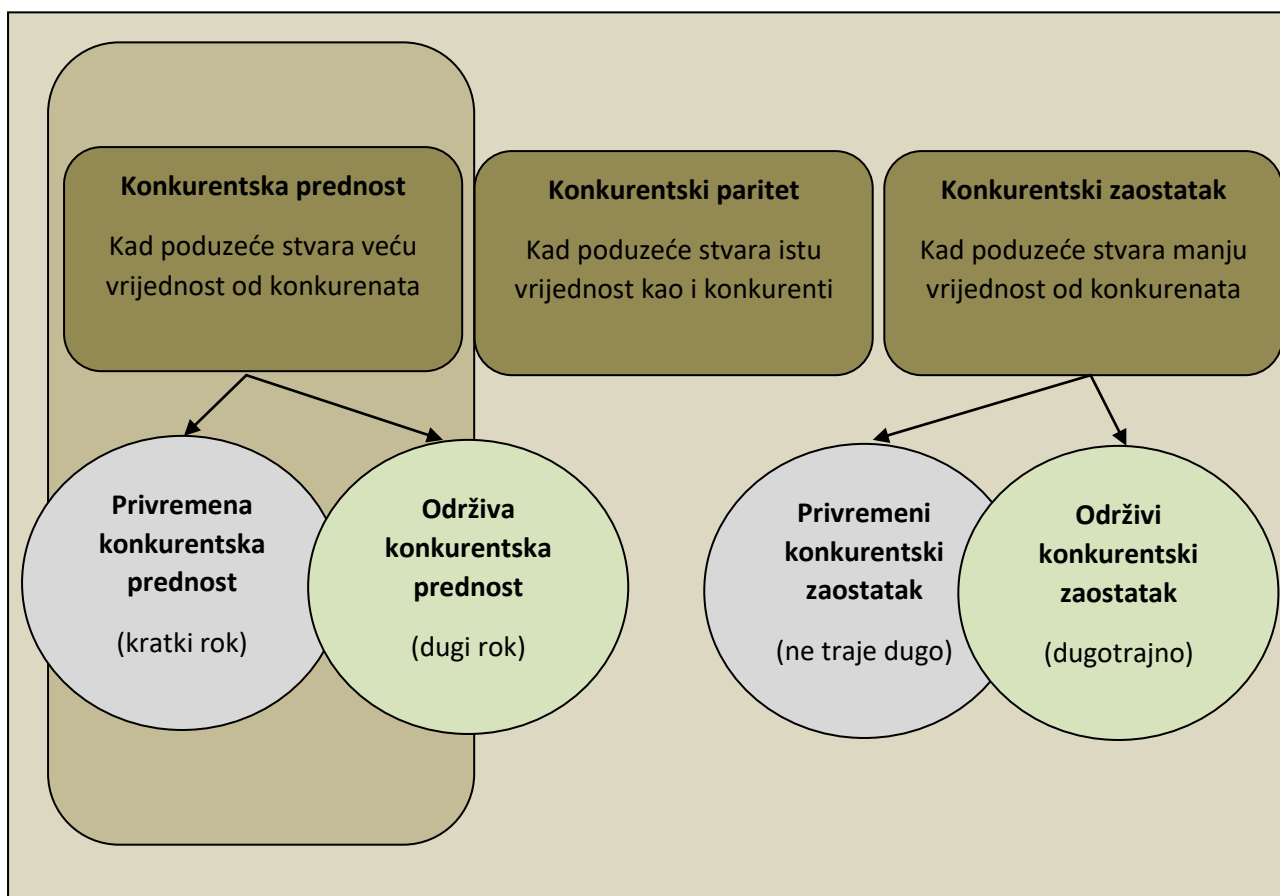 Konkurentska prednost
Kad poduzeće stvara veću
vrijednost od konkurenata
Konkurentski paritet
Kad poduzeće stvara istu
vrijednost kao i konkurenti
Konkurentski zaostatak
Kad poduzeće stvara manju
vrijednost od konkurenata
Privremena
konkurentska
prednost
(kratki rok)
Održiva
konkurentska
prednost
(dugi rok)
Privremeni
konkurentski
zaostatak
(ne traje dugo)
Održivi
konkurentski
zaostatak
(dugotrajno)